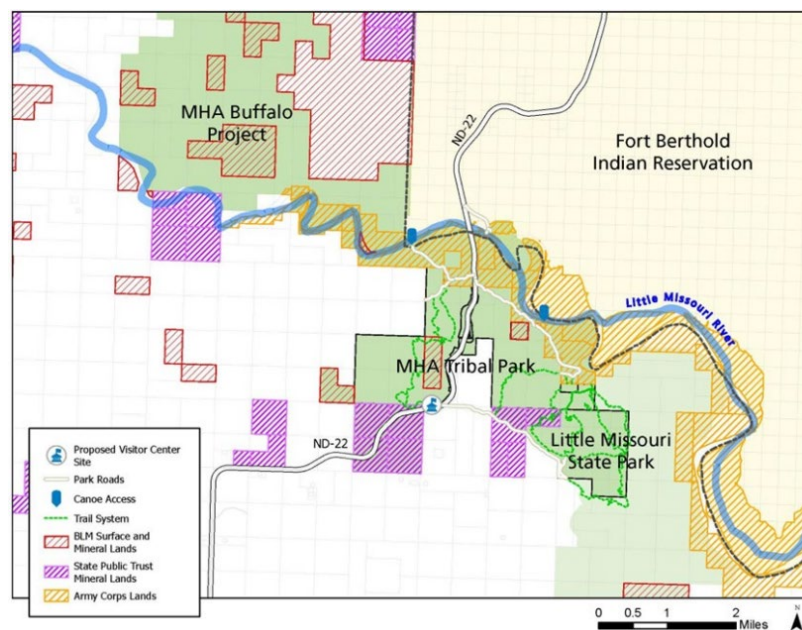 MHA Buffalo
Project
ND-22
Fort Berthold
Indian Reservation
Little Missouri River
MHA Tribal Park
ND-22
Little Missouri
State Park
Proposed Visitor Center
Site
Park Roads
Canoe Access
Trail System
BLM Surface and
Mineral Lands
State Public Trust
Mineral Lands
Army Corps Lands
0 0.5 1 2
Miles
N